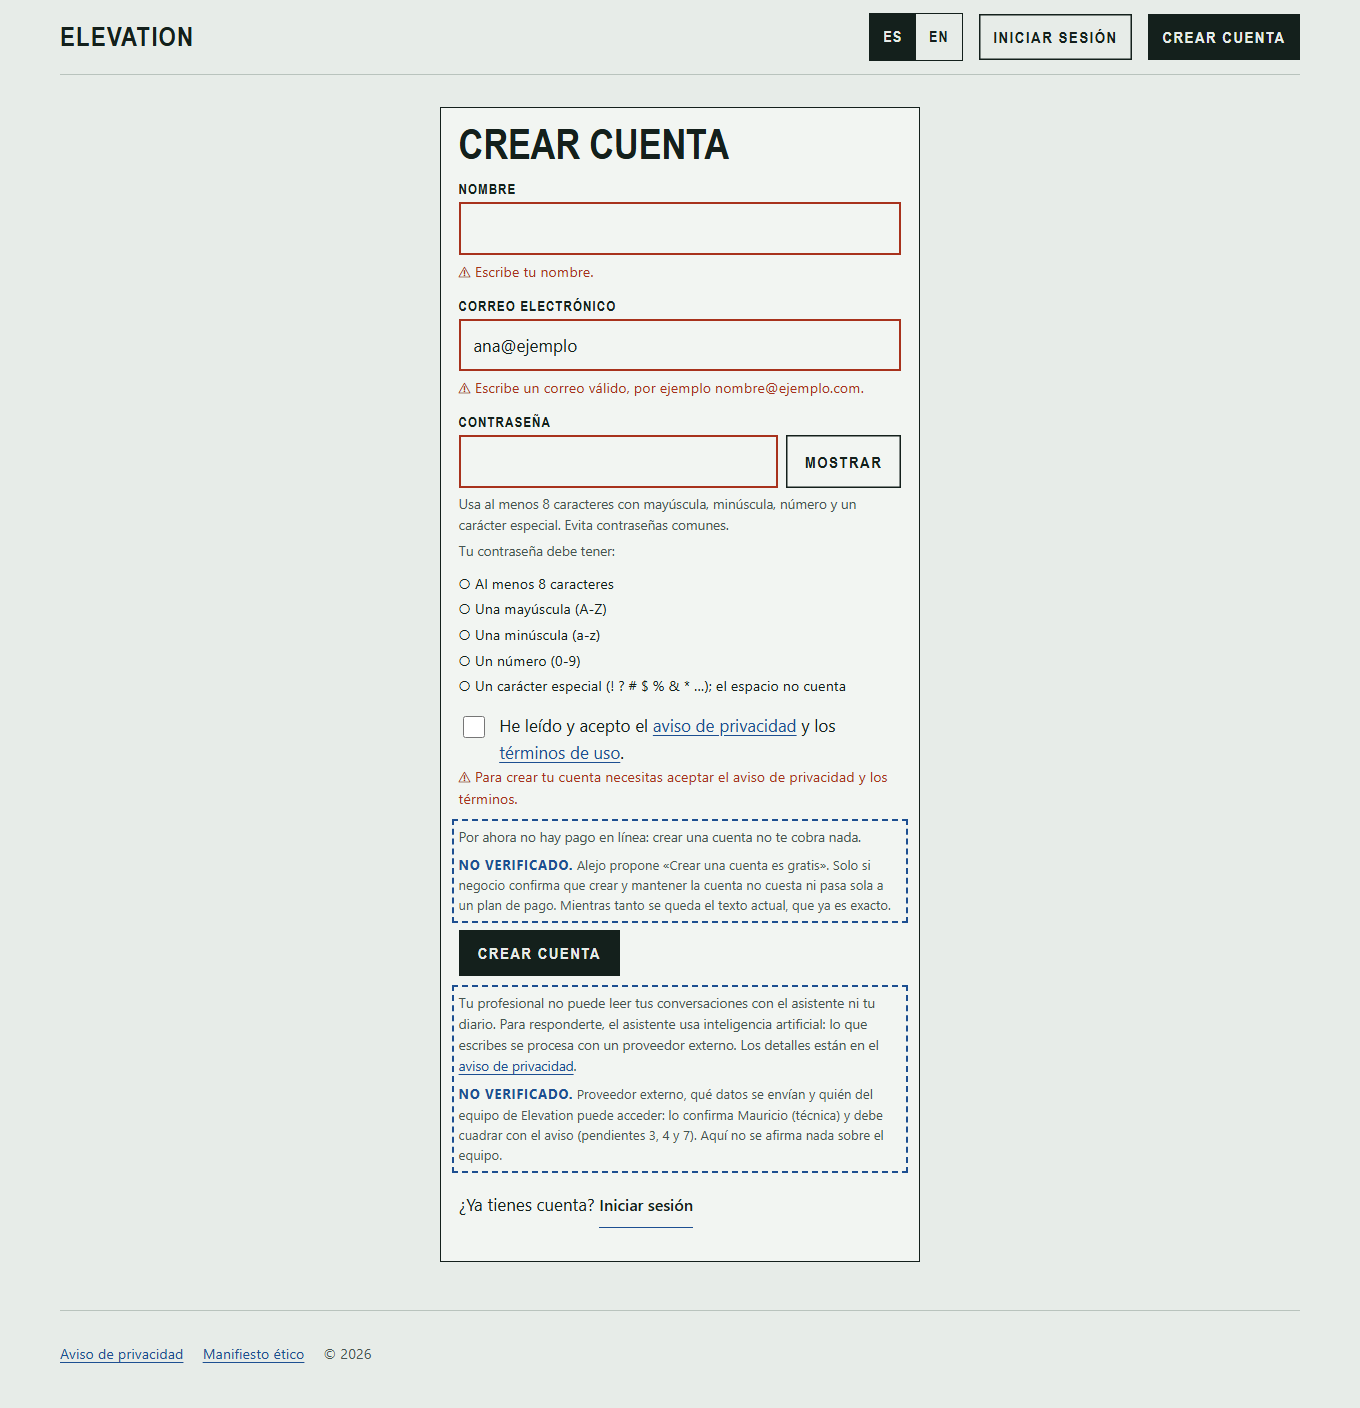 ELEVATION
ES
EN
INICIAR SESIÓN
CREAR CUENTA
CREAR CUENTA
NOMBRE
⚠ Escribe tu nombre.
CORREO ELECTRÓNICO
ana@ejemplo
⚠ Escribe un correo válido, por ejemplo nombre@ejemplo.com.
CONTRASEÑA
MOSTRAR
Usa al menos 8 caracteres con mayúscula, minúscula, número y un
carácter especial. Evita contraseñas comunes.
Tu contraseña debe tener:
○ Al menos 8 caracteres
○ Una mayúscula (A-Z)
○ Una minúscula (a-z)
○ Un número (0-9)
○ Un carácter especial (! ? # $ % & * …); el espacio no cuenta
He leído y acepto el aviso de privacidad y los
términos de uso.
⚠ Para crear tu cuenta necesitas aceptar el aviso de privacidad y los
términos.
Por ahora no hay pago en línea: crear una cuenta no te cobra nada.
NO VERIFICADO. Alejo propone «Crear una cuenta es gratis». Solo si
negocio confirma que crear y mantener la cuenta no cuesta ni pasa sola a
un plan de pago. Mientras tanto se queda el texto actual, que ya es exacto.
CREAR CUENTA
Tu profesional no puede leer tus conversaciones con el asistente ni tu
diario. Para responderte, el asistente usa inteligencia artificial: lo que
escribes se procesa con un proveedor externo. Los detalles están en el
aviso de privacidad.
NO VERIFICADO. Proveedor externo, qué datos se envían y quién del
equipo de Elevation puede acceder: lo confirma Mauricio (técnica) y debe
cuadrar con el aviso (pendientes 3, 4 y 7). Aquí no se afirma nada sobre el
equipo.
¿Ya tienes cuenta? Iniciar sesión
Aviso de privacidad
Manifiesto ético
© 2026